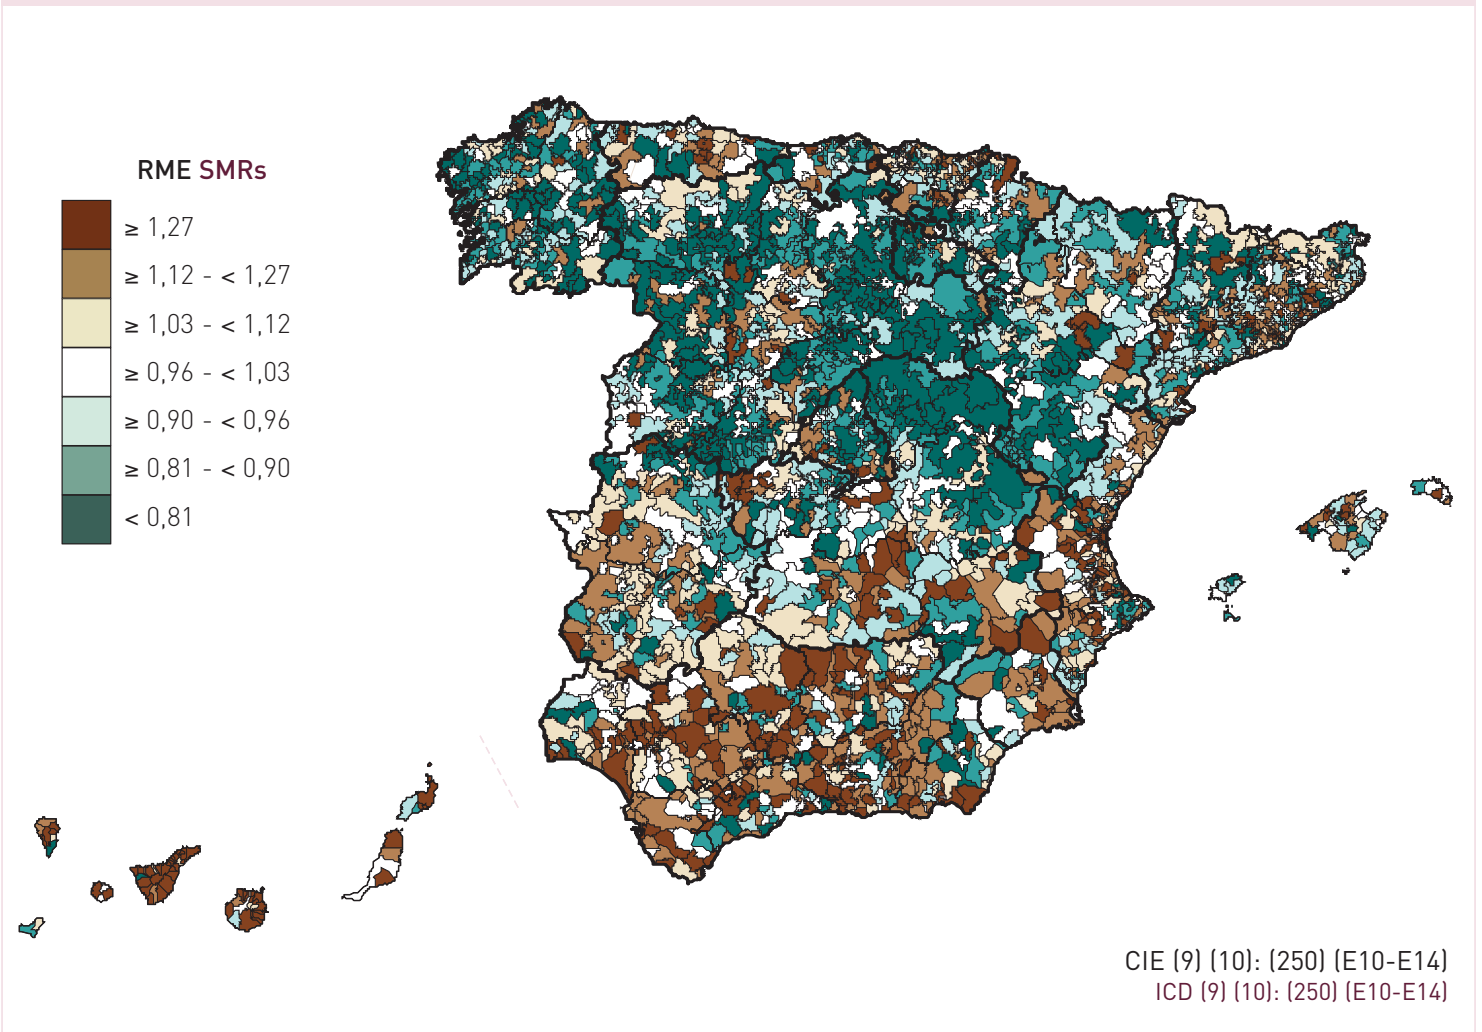 RME SMRs
≥ 1,27
≥ 1,12 - < 1,27
≥ 1,03 - < 1,12
≥ 0,96 - < 1,03
≥ 0,90 - < 0,96
≥ 0,81 - < 0,90
< 0,81
CIE (9) (10): (250) (E10-E14)
ICD (9) (10): (250) (E10-E14)